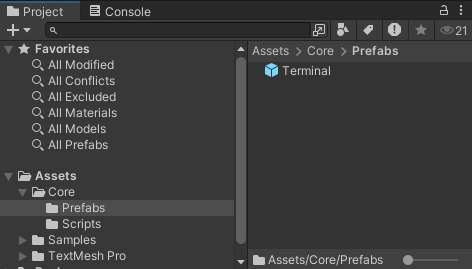 Project
Console
21
Favorites
All Modified
All Conflicts
All Excluded
All Materials
All Models
All Prefabs
Assets
Core
Prefabs
Scripts
Samples
TextMesh Pro
Assets > Core > Prefabs
Terminal
Assets/Core/Prefabs